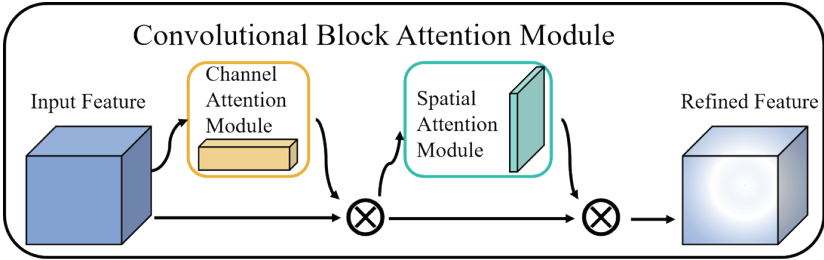 Convolutional Block Attention Module
Input Feature
Channel
Attention
Module
Spatial
Attention
Module
Refined Feature